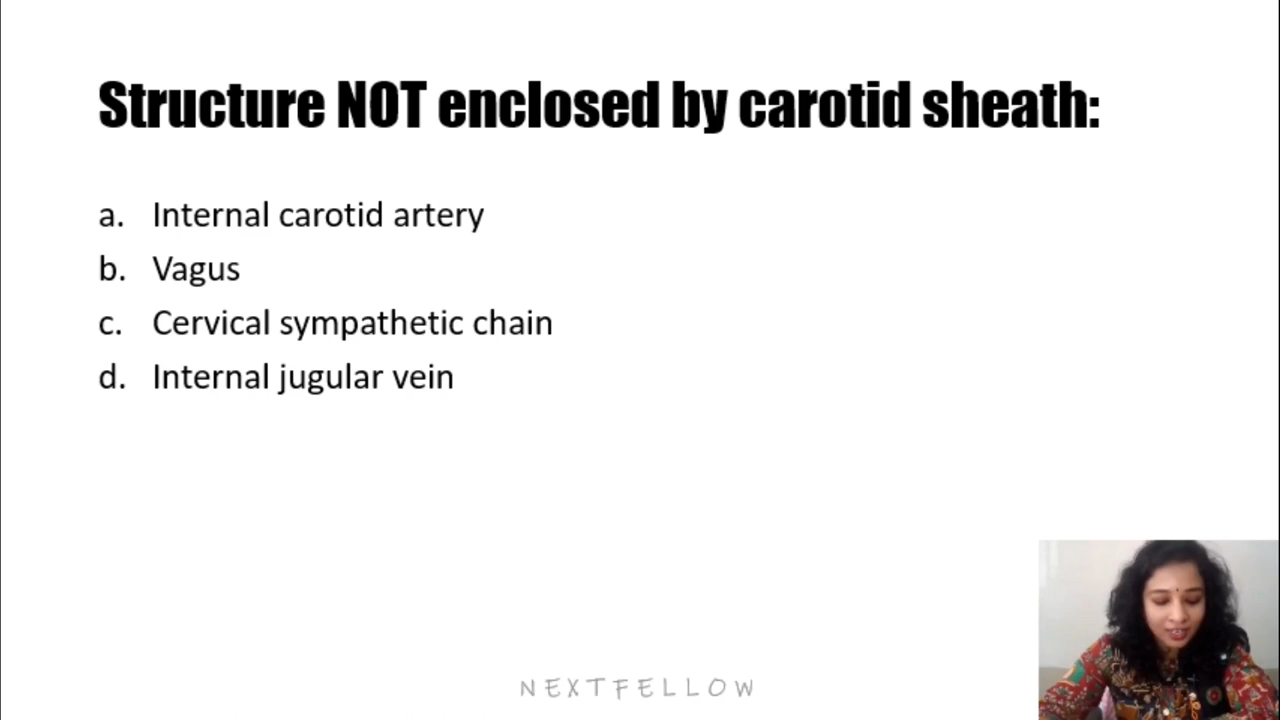 Structure NOT enclosed by carotid sheath:
a. Internal carotid artery
b. Vagus
c. Cervical sympathetic chain
d. Internal jugular vein
NEXTFELLOW